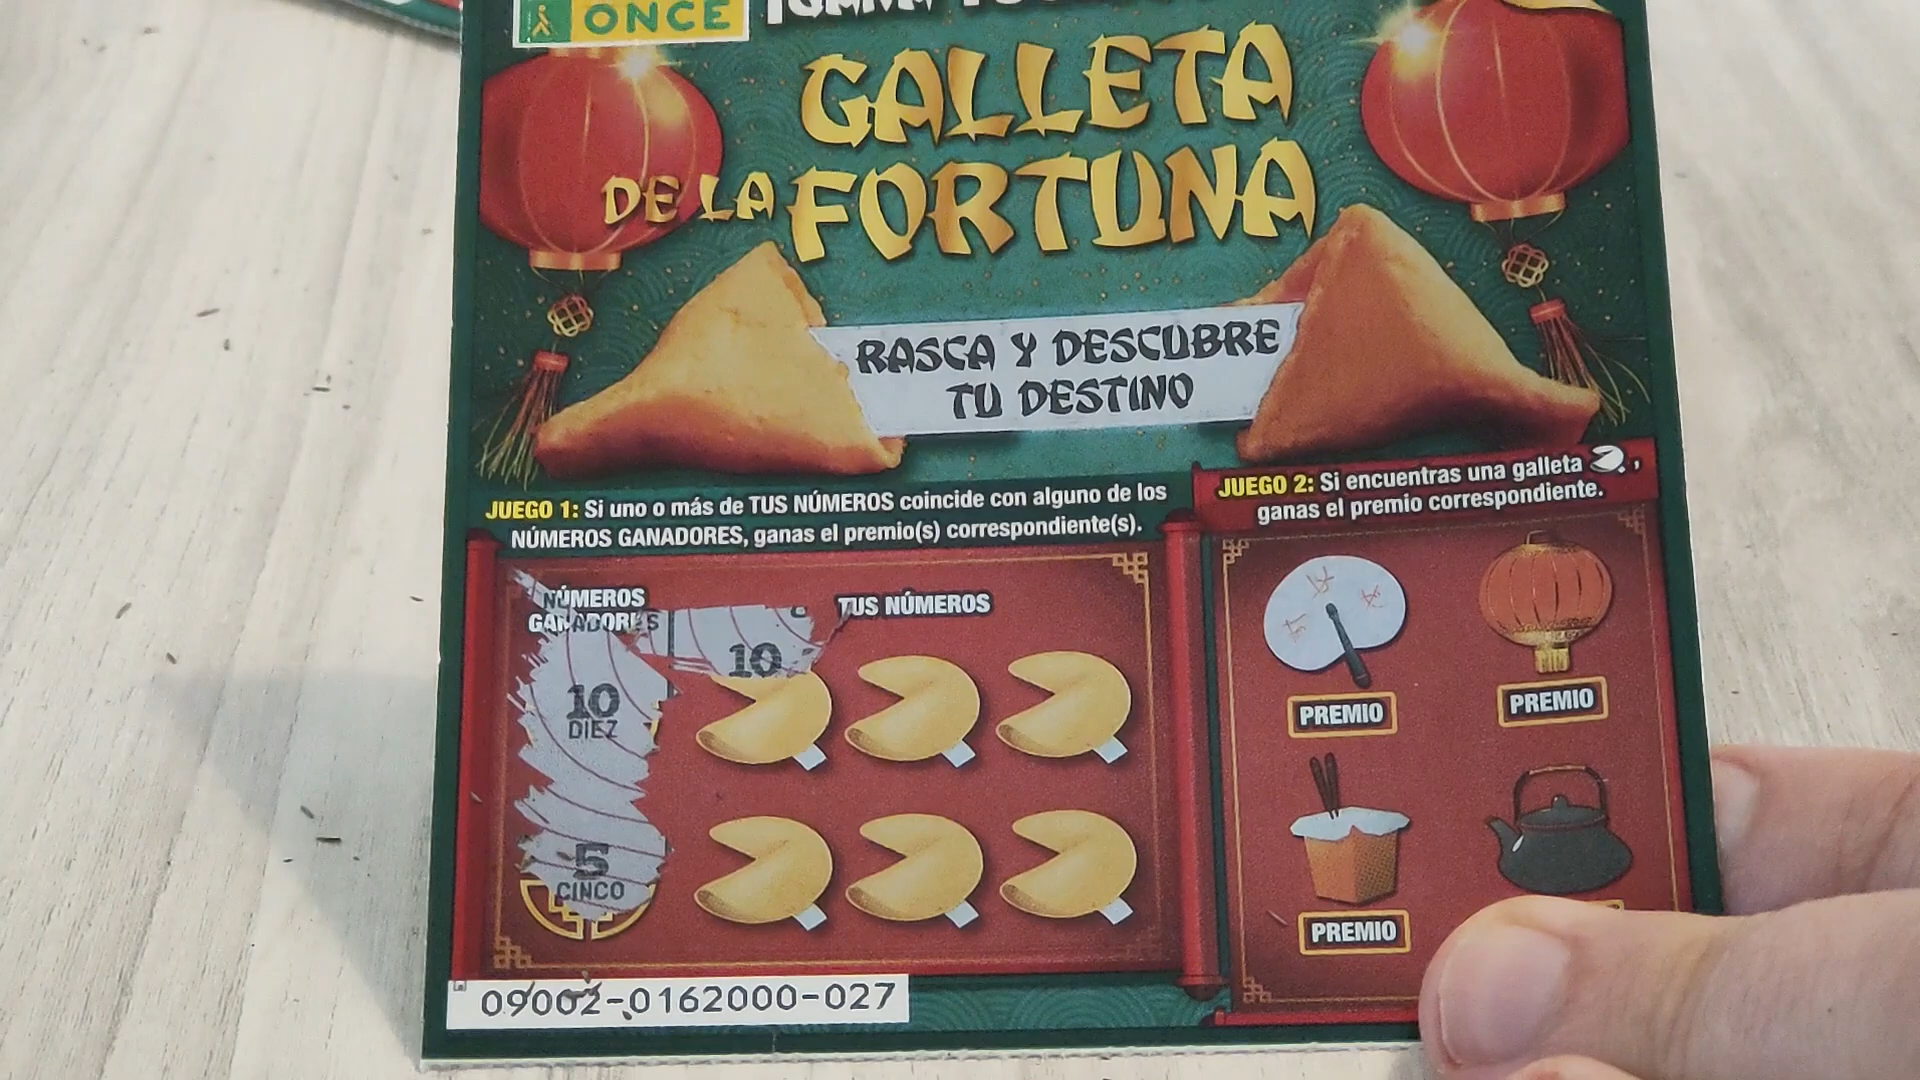 ONCE
GALLETA
DE LA FORTUNA
RASCA Y DESCUBRE
TU DESTINO
JUEGO 1: Si uno o más de TUS NÚMEROS coincide con alguno de los
NÚMEROS GANADORES, ganas el premio(s) correspondiente(s).
JUEGO 2: Si encuentras una galleta ,
ganas el premio correspondiente.
NÚMEROS
GANADORES
TUS NÚMEROS
10
DIEZ
10
5
CINCO
PREMIO
PREMIO
PREMIO
09002-0162000-027